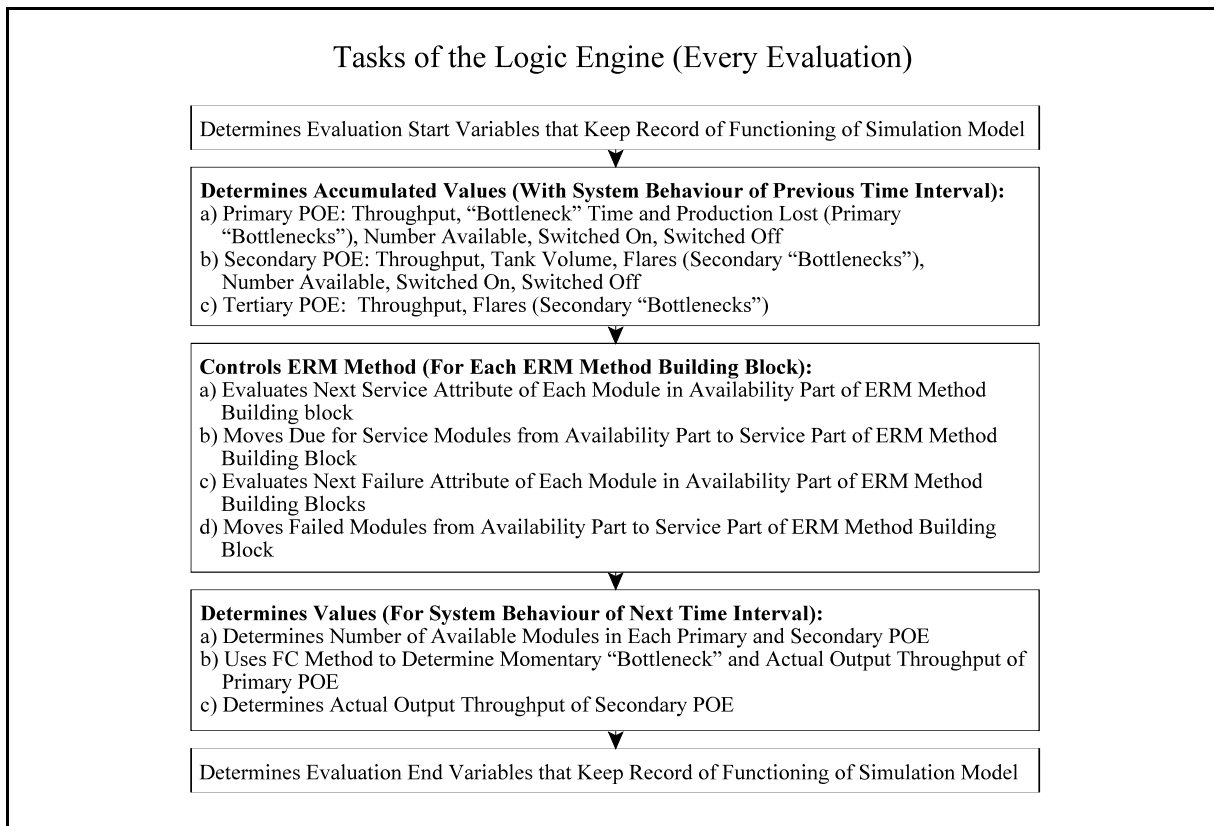 Tasks of the Logic Engine (Every Evaluation)
Determines Evaluation Start Variables that Keep Record of Functioning of Simulation Model
Determines Accumulated Values (With System Behaviour of Previous Time Interval):
a) Primary POE: Throughput, “Bottleneck” Time and Production Lost (Primary
“Bottlenecks”), Number Available, Switched On, Switched Off
b) Secondary POE: Throughput, Tank Volume, Flares (Secondary “Bottlenecks”),
Number Available, Switched On, Switched Off
c) Tertiary POE: Throughput, Flares (Secondary “Bottlenecks”)
Controls ERM Method (For Each ERM Method Building Block):
a) Evaluates Next Service Attribute of Each Module in Availability Part of ERM Method
Building block
b) Moves Due for Service Modules from Availability Part to Service Part of ERM Method
Building Block
c) Evaluates Next Failure Attribute of Each Module in Availability Part of ERM Method
Building Blocks
d) Moves Failed Modules from Availability Part to Service Part of ERM Method Building
Block
Determines Values (For System Behaviour of Next Time Interval):
a) Determines Number of Available Modules in Each Primary and Secondary POE
b) Uses FC Method to Determine Momentary “Bottleneck” and Actual Output Throughput of
Primary POE
c) Determines Actual Output Throughput of Secondary POE
Determines Evaluation End Variables that Keep Record of Functioning of Simulation Model